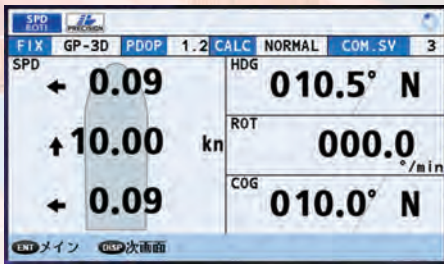 SPD
ROTI PRECISION
FIX GP-3D PDOP 1.2 CALC NORMAL COM.SV 3
SPD
← 0.09
↑ 10.00 kn
← 0.09
HDG
010.5° N
ROT
000.0
°/min
COG
010.0° N
ENT メイン DISP 次画面